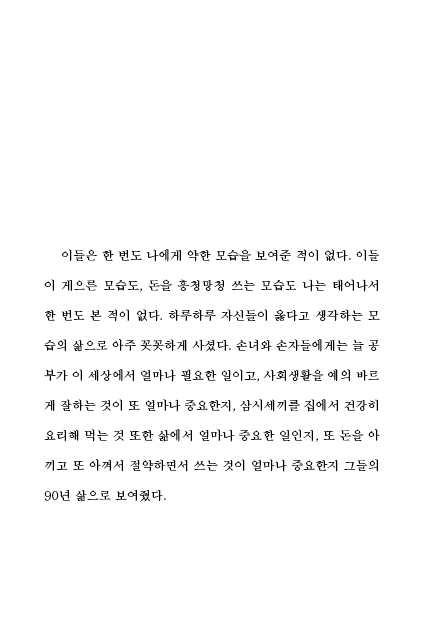 이들은 한 번도 나에게 약한 모습을 보여준 적이 없다. 이들
이 게으른 모습도, 돈을 흥청망청 쓰는 모습도 나는 태어나서
한 번도 본 적이 없다. 하루하루 자신들이 옳다고 생각하는 모
습의 삶으로 아주 꼿꼿하게 사셨다. 손녀와 손자들에게는 늘 공
부가 이 세상에서 얼마나 필요한 일이고, 사회생활을 예의 바르
게 잘하는 것이 또 얼마나 중요한지, 삼시세끼를 집에서 건강히
요리해 먹는 것 또한 삶에서 얼마나 중요한 일인지, 또 돈을 아
끼고 또 아껴서 절약하면서 쓰는 것이 얼마나 중요한지 그들의
90년 삶으로 보여줬다.